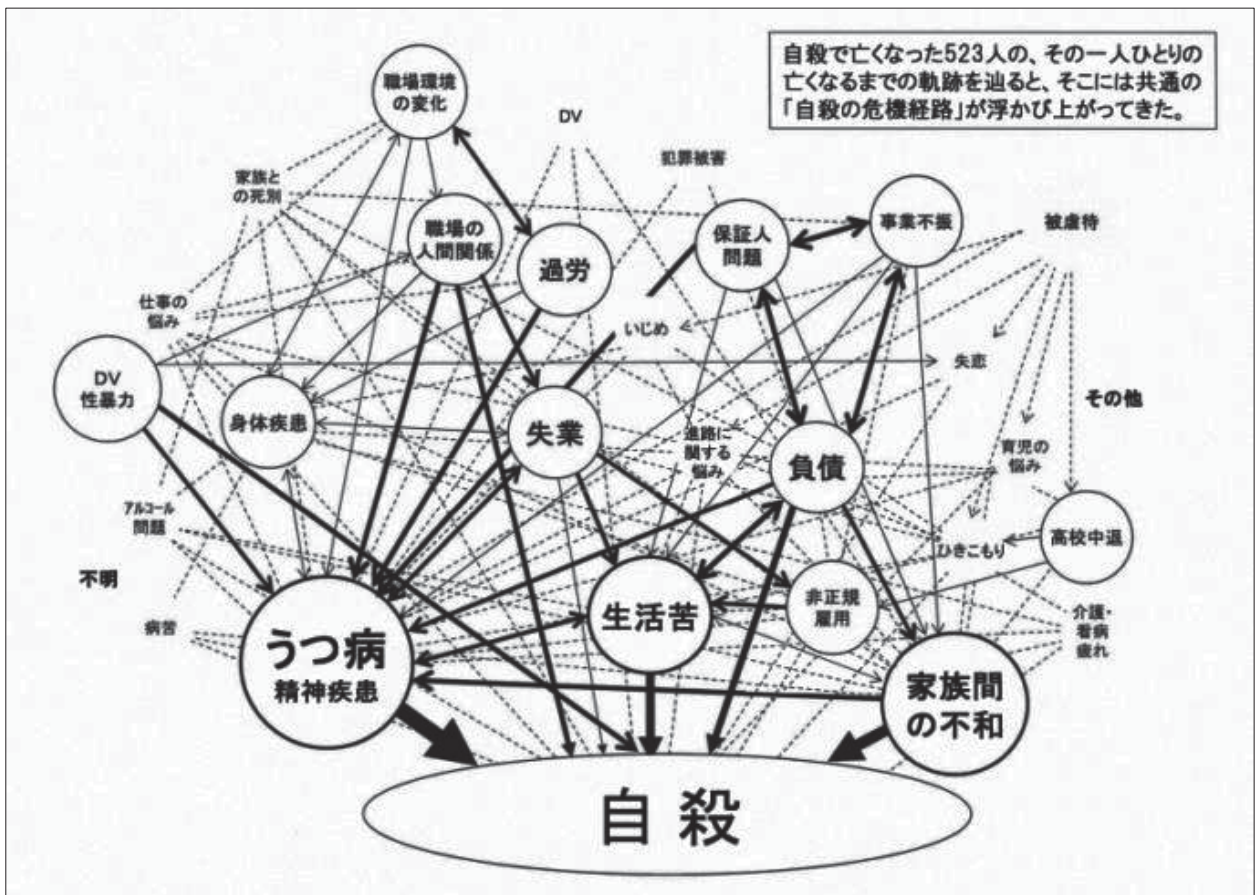 自殺で亡くなった523人の、その一人ひとりの
亡くなるまでの軌跡を辿ると、そこには共通の
「自殺の危機経路」が浮かび上がってきた。
職場環境
の変化
DV
犯罪被害
家族と
の死別
職場の
人間関係
過労
保証人
問題
事業不振
被虐待
仕事の
悩み
いじめ
DV
性暴力
失恋
身体疾患
失業
進路に
関する
悩み
負債
その他
育児の
悩み
アルコール
問題
ひきこもり
高校中退
不明
病苦
うつ病
精神疾患
生活苦
非正規
雇用
介護・
看病
疲れ
家族間
の不和
自殺